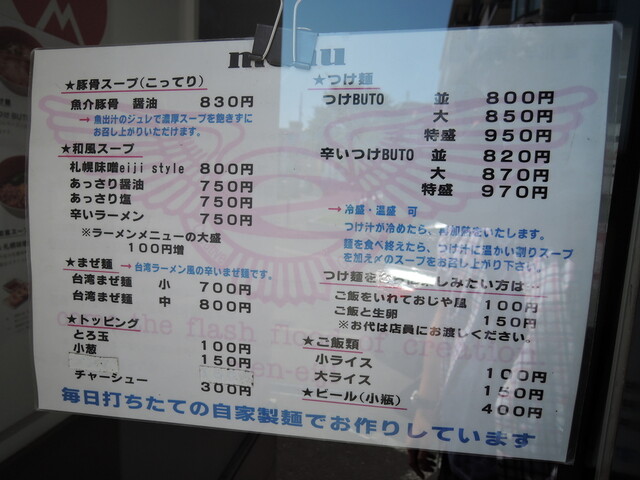 menu
★豚骨スープ(こってり)
魚介豚骨 醤油 830円
→魚出汁のジュレで濃厚スープを飽きずに
お召し上がりいただけます。
★和風スープ
札幌味噌eiji style 800円
あっさり醤油 750円
あっさり塩 750円
辛いラーメン 750円
※ラーメンメニューの大盛
100円増
★まぜ麺 →台湾ラーメン風の辛いまぜ麺です。
台湾まぜ麺 小 700円
台湾まぜ麺 中 800円
★トッピング
とろ玉 100円
小葱 150円
チャーシュー 300円
★つけ麺
つけBUTO 並 800円
大 850円
特盛 950円
辛いつけBUTO 並 820円
大 870円
特盛 970円
→冷盛・温盛 可
つけ汁が冷めたら、再加熱をいたします。
麺を食べ終えたら、つけ汁に温かい割りスープ
を加え〆のスープをお召し上がり下さい。
ご飯をいれておじや風 100円
ご飯と生卵 150円
※お代は店員にお渡しください。
★ご飯類
小ライス 100円
大ライス 150円
★ビール(小瓶) 400円
毎日打ちたての自家製麺でお作りしています